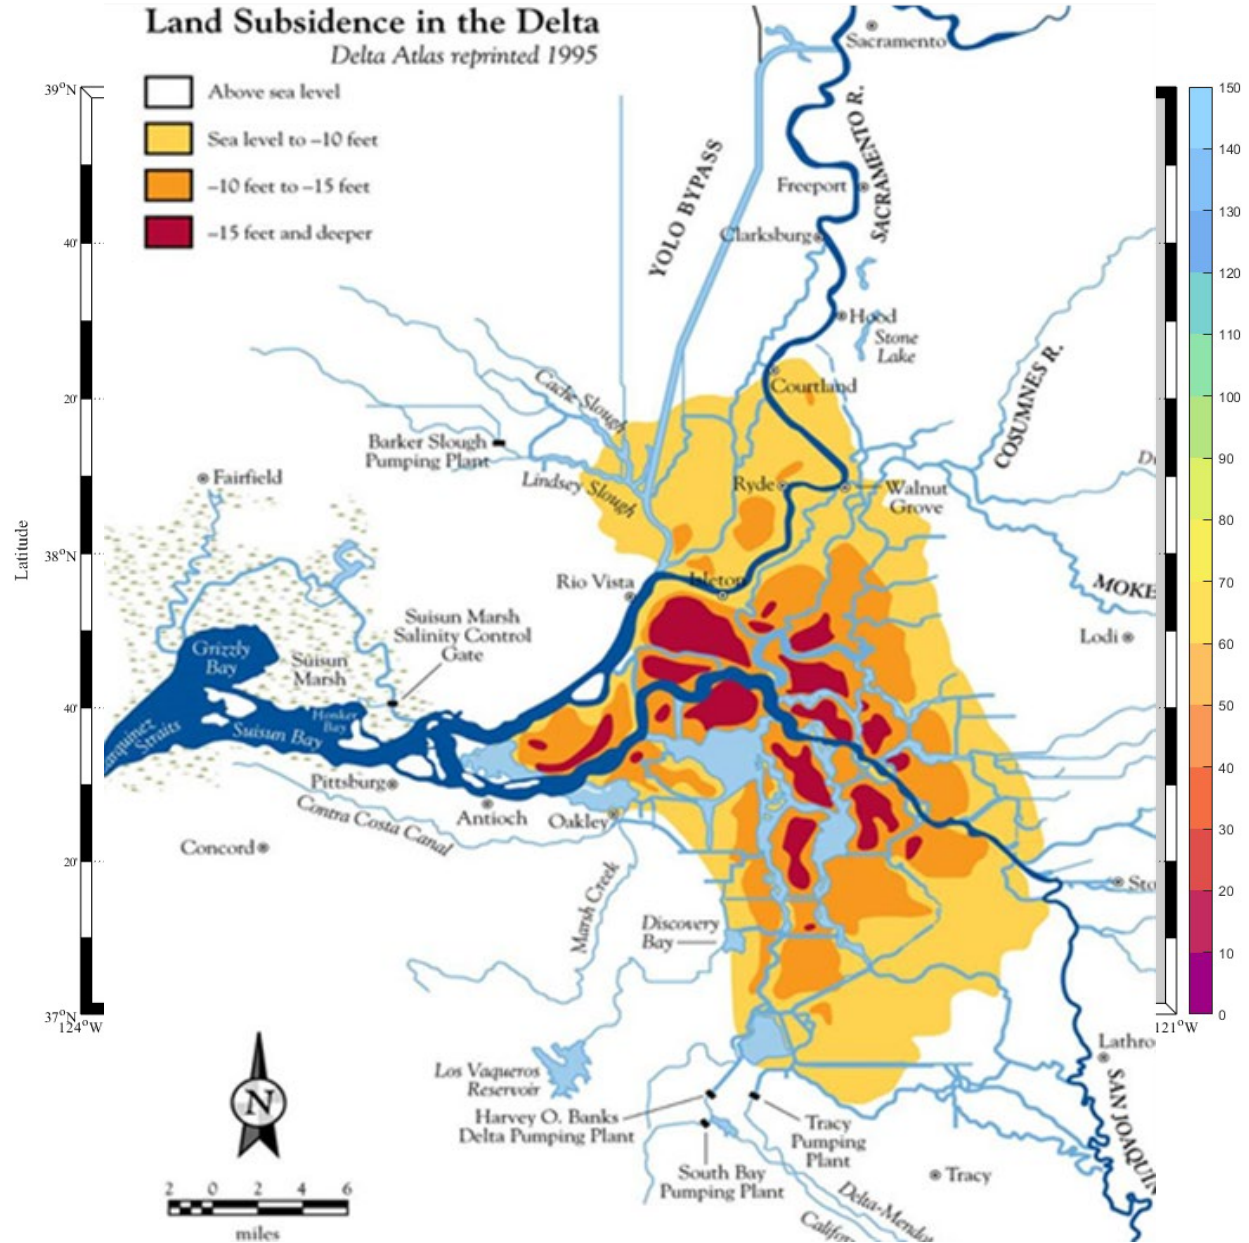 Land Subsidence in the Delta
Delta Atlas reprinted 1995
Above sea level
Sea level to –10 feet
–10 feet to –15 feet
–15 feet and deeper
Sacramento
SACRAMENTO R.
YOLO BYPASS
Freeport
Clarksburg
Hood
Stone
Lake
Courtland
COSUMNES R.
Cache Slough
Barker Slough
Pumping Plant
Lindsey Slough
Fairfield
Ryde
Walnut
Grove
Rio Vista
Isleton
MOKE
Lodi
Suisun Marsh
Salinity Control
Gate
Grizzly
Bay
Suisun
Marsh
Honker
Bay
Suisun Bay
arquinez
Straits
Pittsburg
Antioch
Oakley
Contra Costa Canal
Concord
Marsh Creek
Sto
Discovery
Bay
Los Vaqueros
Reservoir
Harvey O. Banks
Delta Pumping Plant
Tracy
Pumping
Plant
South Bay
Pumping Plant
Lathro
SAN JOAQUIN
Tracy
Delta-Mendot
Califor
N
2 0 2 4 6
miles
Latitude
39°N
40'
20'
38°N
40'
20'
37°N
124°W
121°W
150
140
130
120
110
100
90
80
70
60
50
40
30
20
10
0